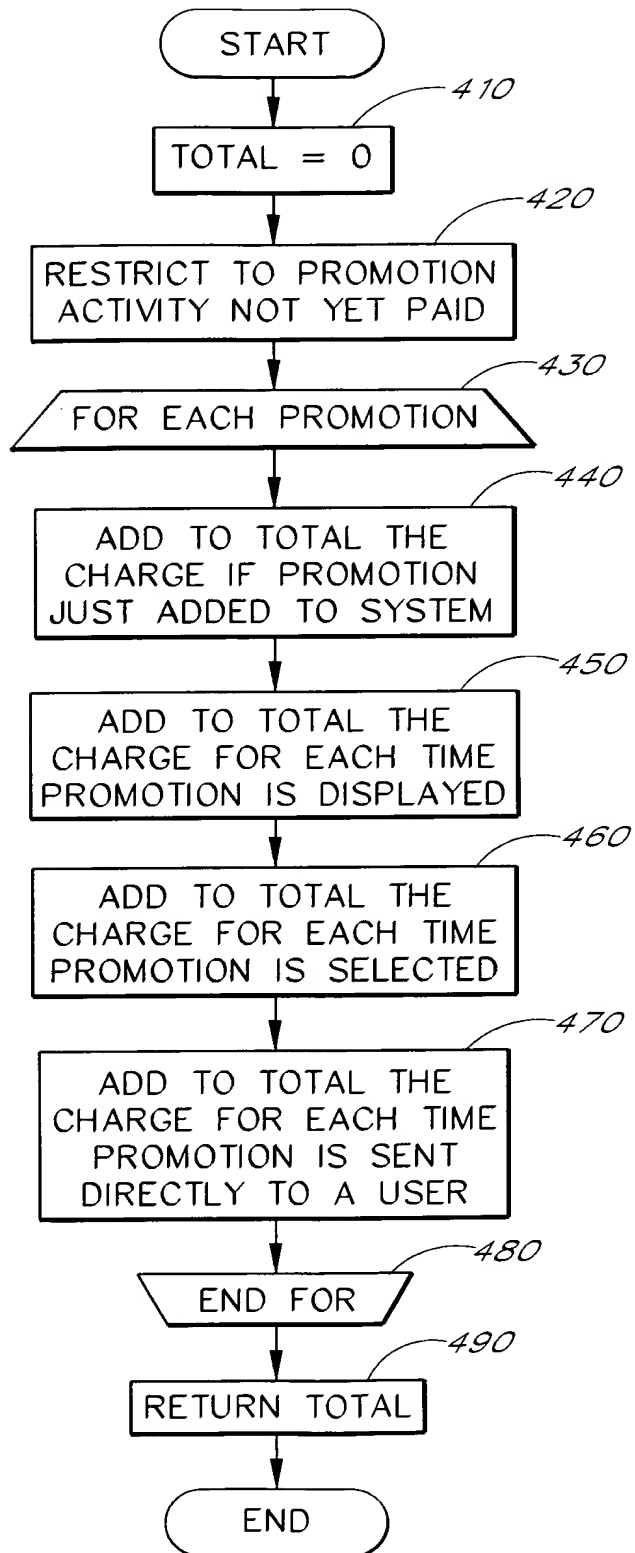 START
410
TOTAL = 0
420
RESTRICT TO PROMOTION
ACTIVITY NOT YET PAID
430
FOR EACH PROMOTION
440
ADD TO TOTAL THE
CHARGE IF PROMOTION
JUST ADDED TO SYSTEM
450
ADD TO TOTAL THE
CHARGE FOR EACH TIME
PROMOTION IS DISPLAYED
460
ADD TO TOTAL THE
CHARGE FOR EACH TIME
PROMOTION IS SELECTED
470
ADD TO TOTAL THE
CHARGE FOR EACH TIME
PROMOTION IS SENT
DIRECTLY TO A USER
480
END FOR
490
RETURN TOTAL
END